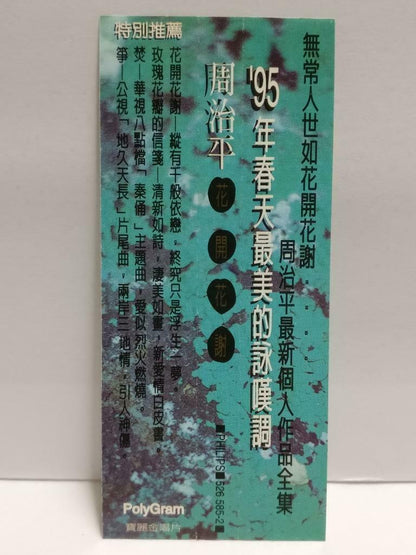 無常人世如花開花謝......
周治平最新個人作品全集
'95年春天最美的詠嘆調
周治平
花開花謝
■PHILIPS■526 585-2■
特別推薦
花開花謝—縱有千般依戀，終究只是浮生一夢。
玫瑰花瓣的信箋—清新如詩，淒美如畫，新愛情白皮書。
焚—華視八點檔「秦俑」主題曲，愛似烈火燃燒。
箏—公視「地久天長」片尾曲，兩岸三地情，引人神傷。
PolyGram
寶麗金唱片